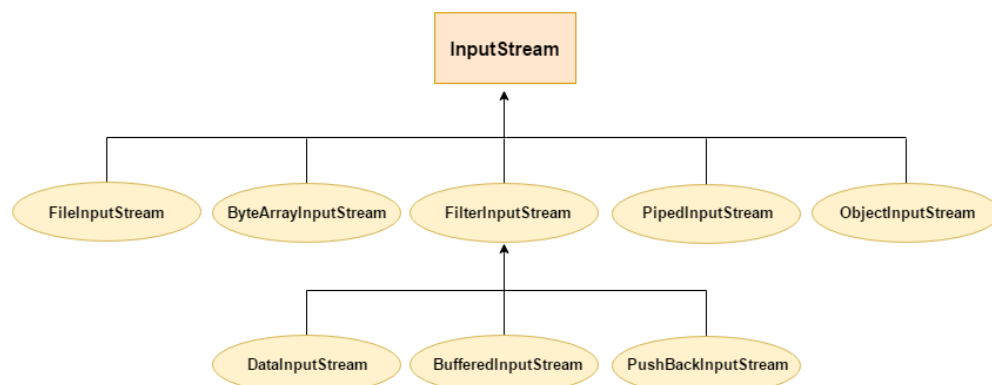 InputStream
FileInputStream
ByteArrayInputStream
FilterInputStream
PipedInputStream
ObjectInputStream
DataInputStream
BufferedInputStream
PushBackInputStream